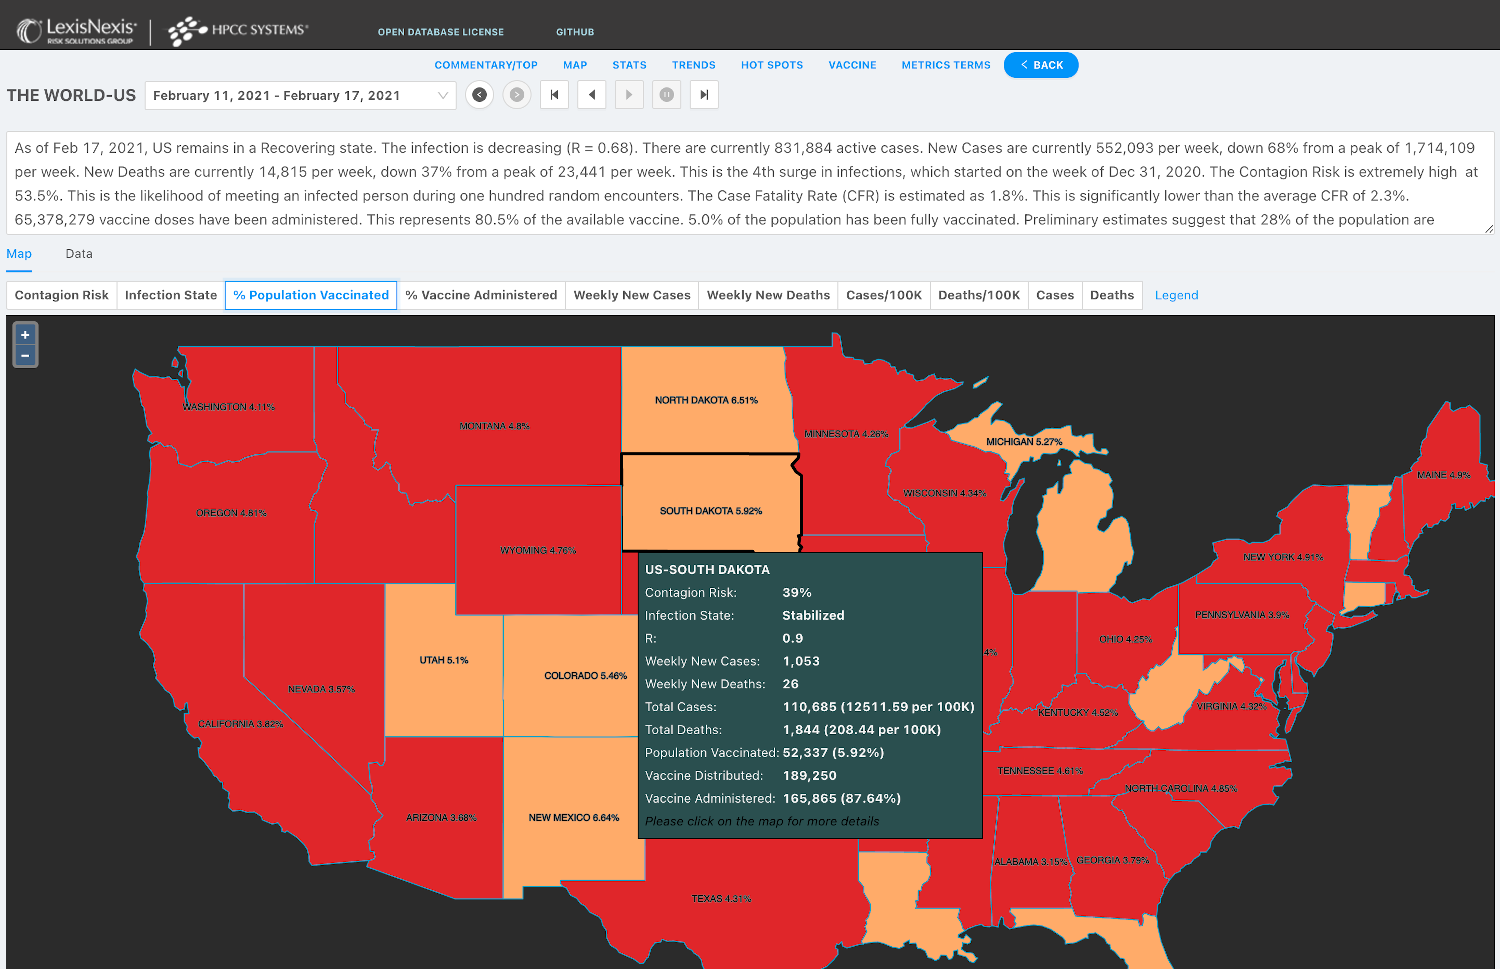 LexisNexis®
RISK SOLUTIONS GROUP
HPCC SYSTEMS®
OPEN DATABASE LICENSE
GITHUB
COMMENTARY/TOP
MAP
STATS
TRENDS
HOT SPOTS
VACCINE
METRICS TERMS
< BACK
THE WORLD-US
February 11, 2021 - February 17, 2021
As of Feb 17, 2021, US remains in a Recovering state. The infection is decreasing (R = 0.68). There are currently 831,884 active cases. New Cases are currently 552,093 per week, down 68% from a peak of 1,714,109
per week. New Deaths are currently 14,815 per week, down 37% from a peak of 23,441 per week. This is the 4th surge in infections, which started on the week of Dec 31, 2020. The Contagion Risk is extremely high at
53.5%. This is the likelihood of meeting an infected person during one hundred random encounters. The Case Fatality Rate (CFR) is estimated as 1.8%. This is significantly lower than the average CFR of 2.3%.
65,378,279 vaccine doses have been administered. This represents 80.5% of the available vaccine. 5.0% of the population has been fully vaccinated. Preliminary estimates suggest that 28% of the population are
Map
Data
Contagion Risk
Infection State
% Population Vaccinated
% Vaccine Administered
Weekly New Cases
Weekly New Deaths
Cases/100K
Deaths/100K
Cases
Deaths
Legend
+
−
WASHINGTON 4.11%
MONTANA 4.8%
NORTH DAKOTA 6.51%
MINNESOTA 4.26%
MICHIGAN 5.27%
MAINE 4.9%
OREGON 4.81%
SOUTH DAKOTA 5.92%
WISCONSIN 4.34%
WYOMING 4.76%
NEW YORK 4.91%
US-SOUTH DAKOTA
Contagion Risk: 39%
Infection State: Stabilized
R: 0.9
Weekly New Cases: 1,053
Weekly New Deaths: 26
Total Cases: 110,685 (12511.59 per 100K)
Total Deaths: 1,844 (208.44 per 100K)
Population Vaccinated: 52,337 (5.92%)
Vaccine Distributed: 189,250
Vaccine Administered: 165,865 (87.64%)
Please click on the map for more details
PENNSYLVANIA 3.9%
OHIO 4.25%
4%
UTAH 5.1%
COLORADO 5.46%
NEVADA 3.57%
CALIFORNIA 3.82%
KENTUCKY 4.52%
VIRGINIA 4.32%
TENNESSEE 4.61%
NORTH CAROLINA 4.85%
ARIZONA 3.68%
NEW MEXICO 6.64%
ALABAMA 3.15%
GEORGIA 3.79%
TEXAS 4.31%